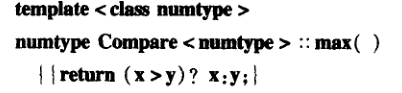 template < class numtype >
numtype Compare < numtype > :: max( )
{ {return (x > y)? x:y;}